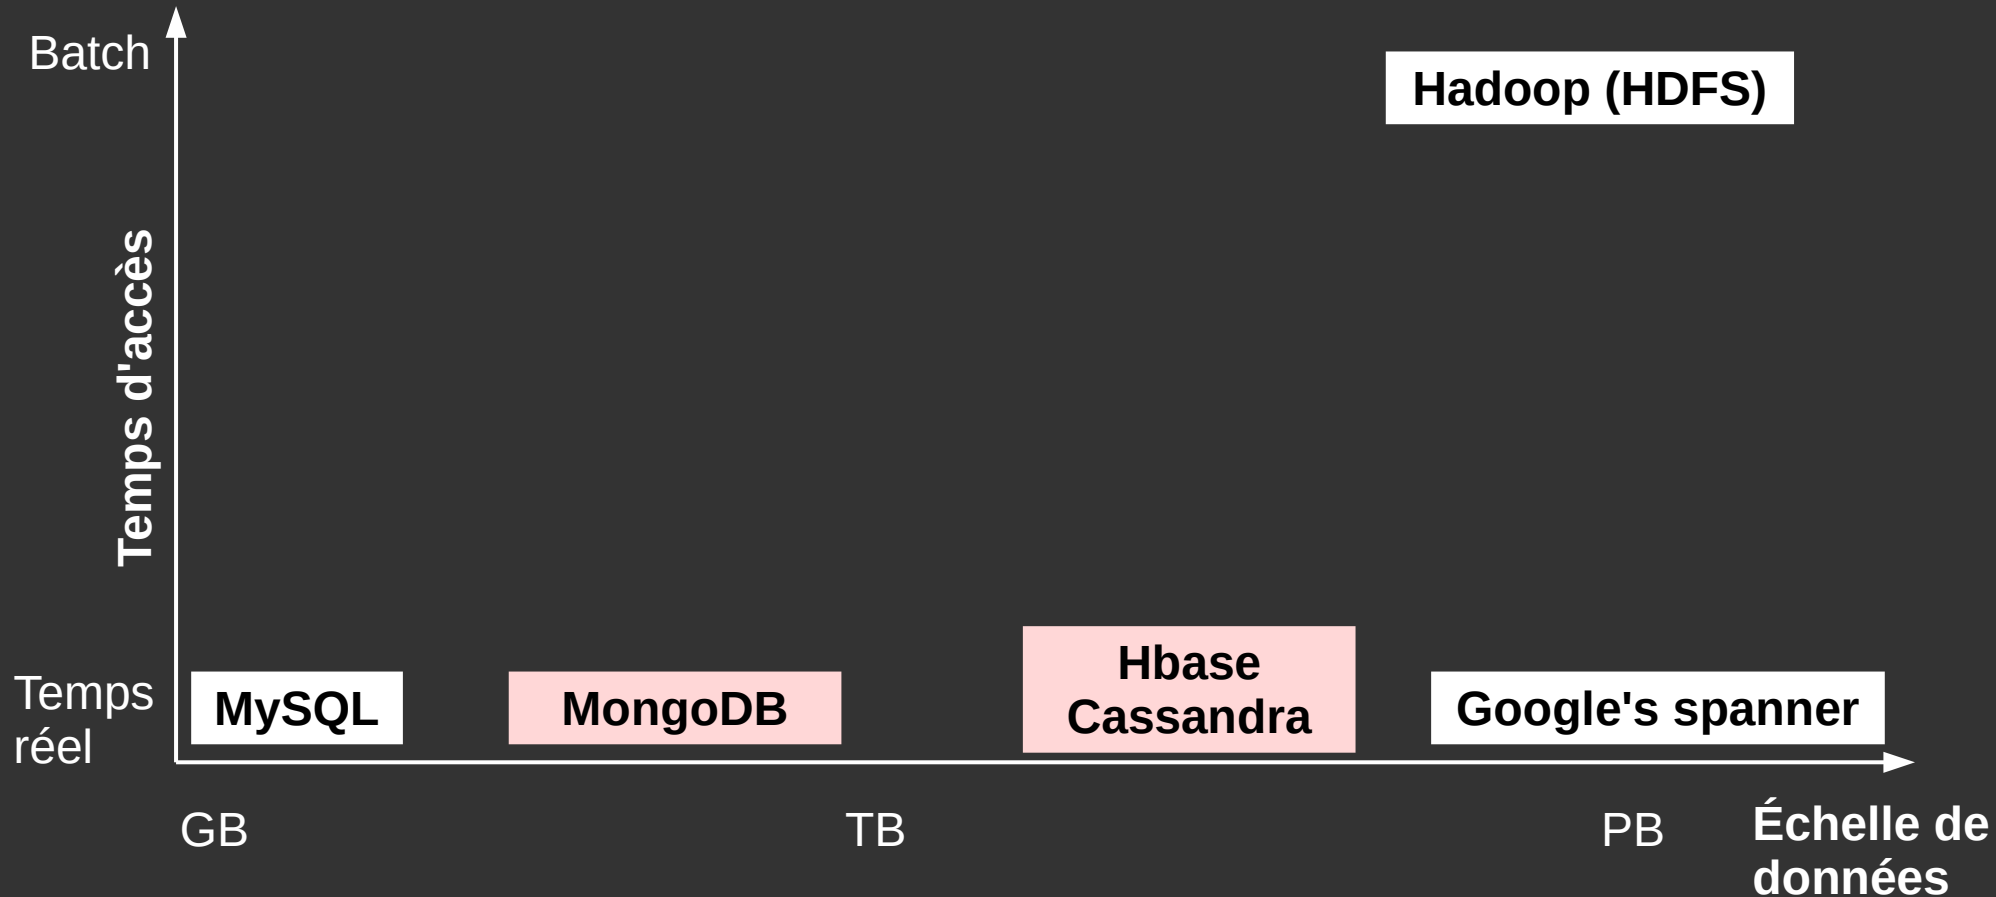 Batch
Hadoop (HDFS)
Temps d'accès
Temps
réel
MySQL
MongoDB
Hbase
Cassandra
Google's spanner
GB
TB
PB
Échelle de
données